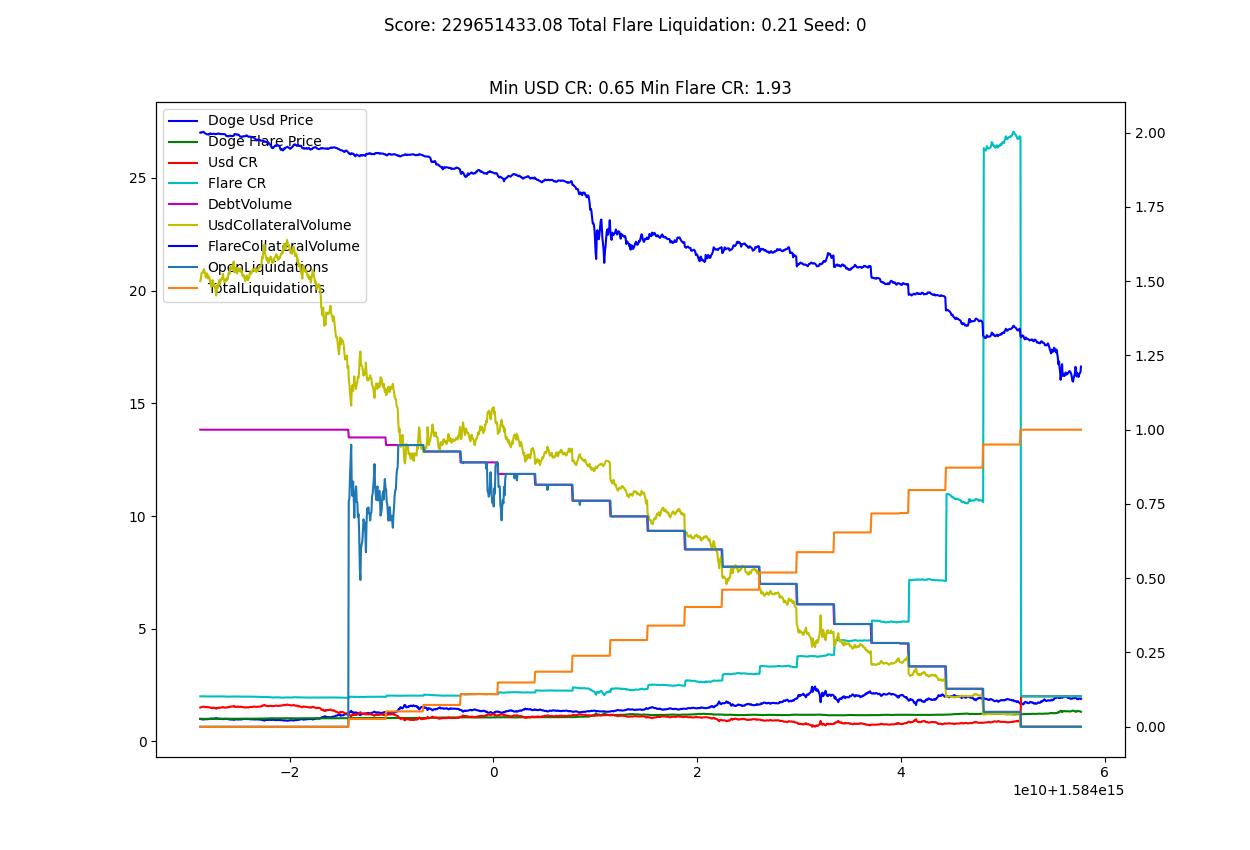 Score: 229651433.08 Total Flare Liquidation: 0.21 Seed: 0
Min USD CR: 0.65 Min Flare CR: 1.93
Doge Usd Price
Doge Flare Price
Usd CR
Flare CR
DebtVolume
UsdCollateralVolume
FlareCollateralVolume
OpenLiquidations
TotalLiquidations
25
20
15
10
5
0
2.00
1.75
1.50
1.25
1.00
0.75
0.50
0.25
0.00
−2 0 2 4 6
1e10+1.584e15